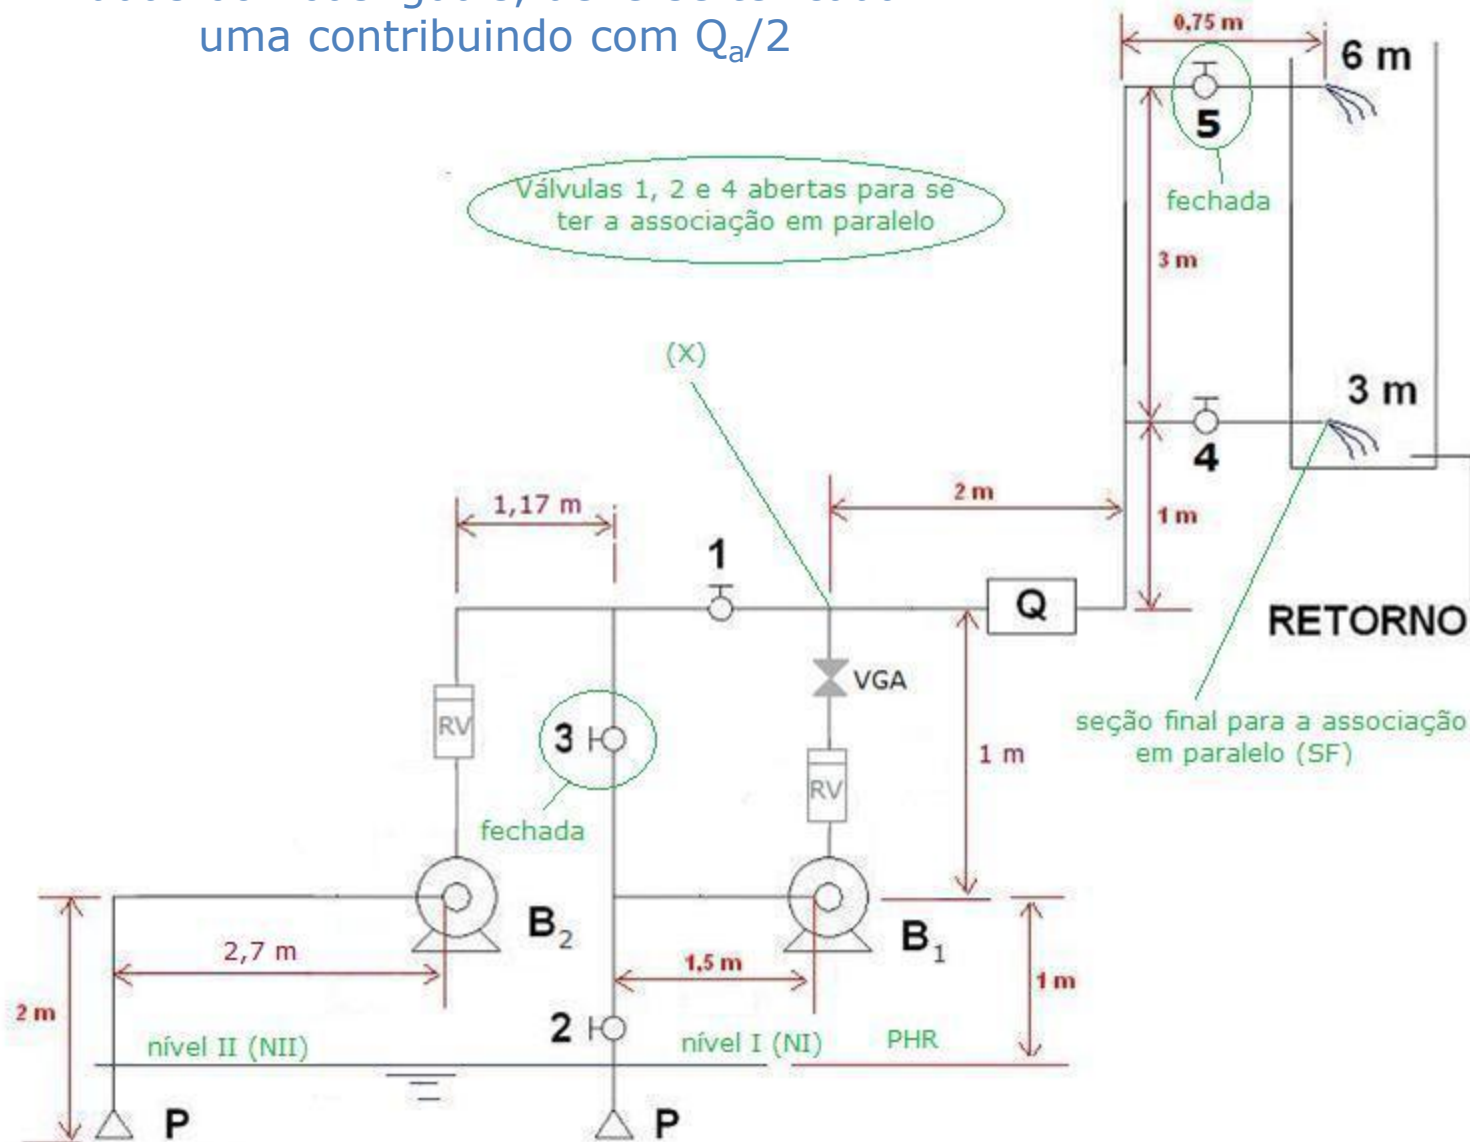 uma contribuindo com Qa/2
0,75 m
6 m
5
fechada
Válvulas 1, 2 e 4 abertas para se
ter a associação em paralelo
3 m
(X)
3 m
4
2 m
1 m
1,17 m
1
Q
RETORNO
VGA
RV
3
1 m
seção final para a associação
em paralelo (SF)
RV
fechada
B2
B1
2,7 m
1,5 m
1 m
2 m
2
nível II (NII)
nível I (NI)
PHR
P
P